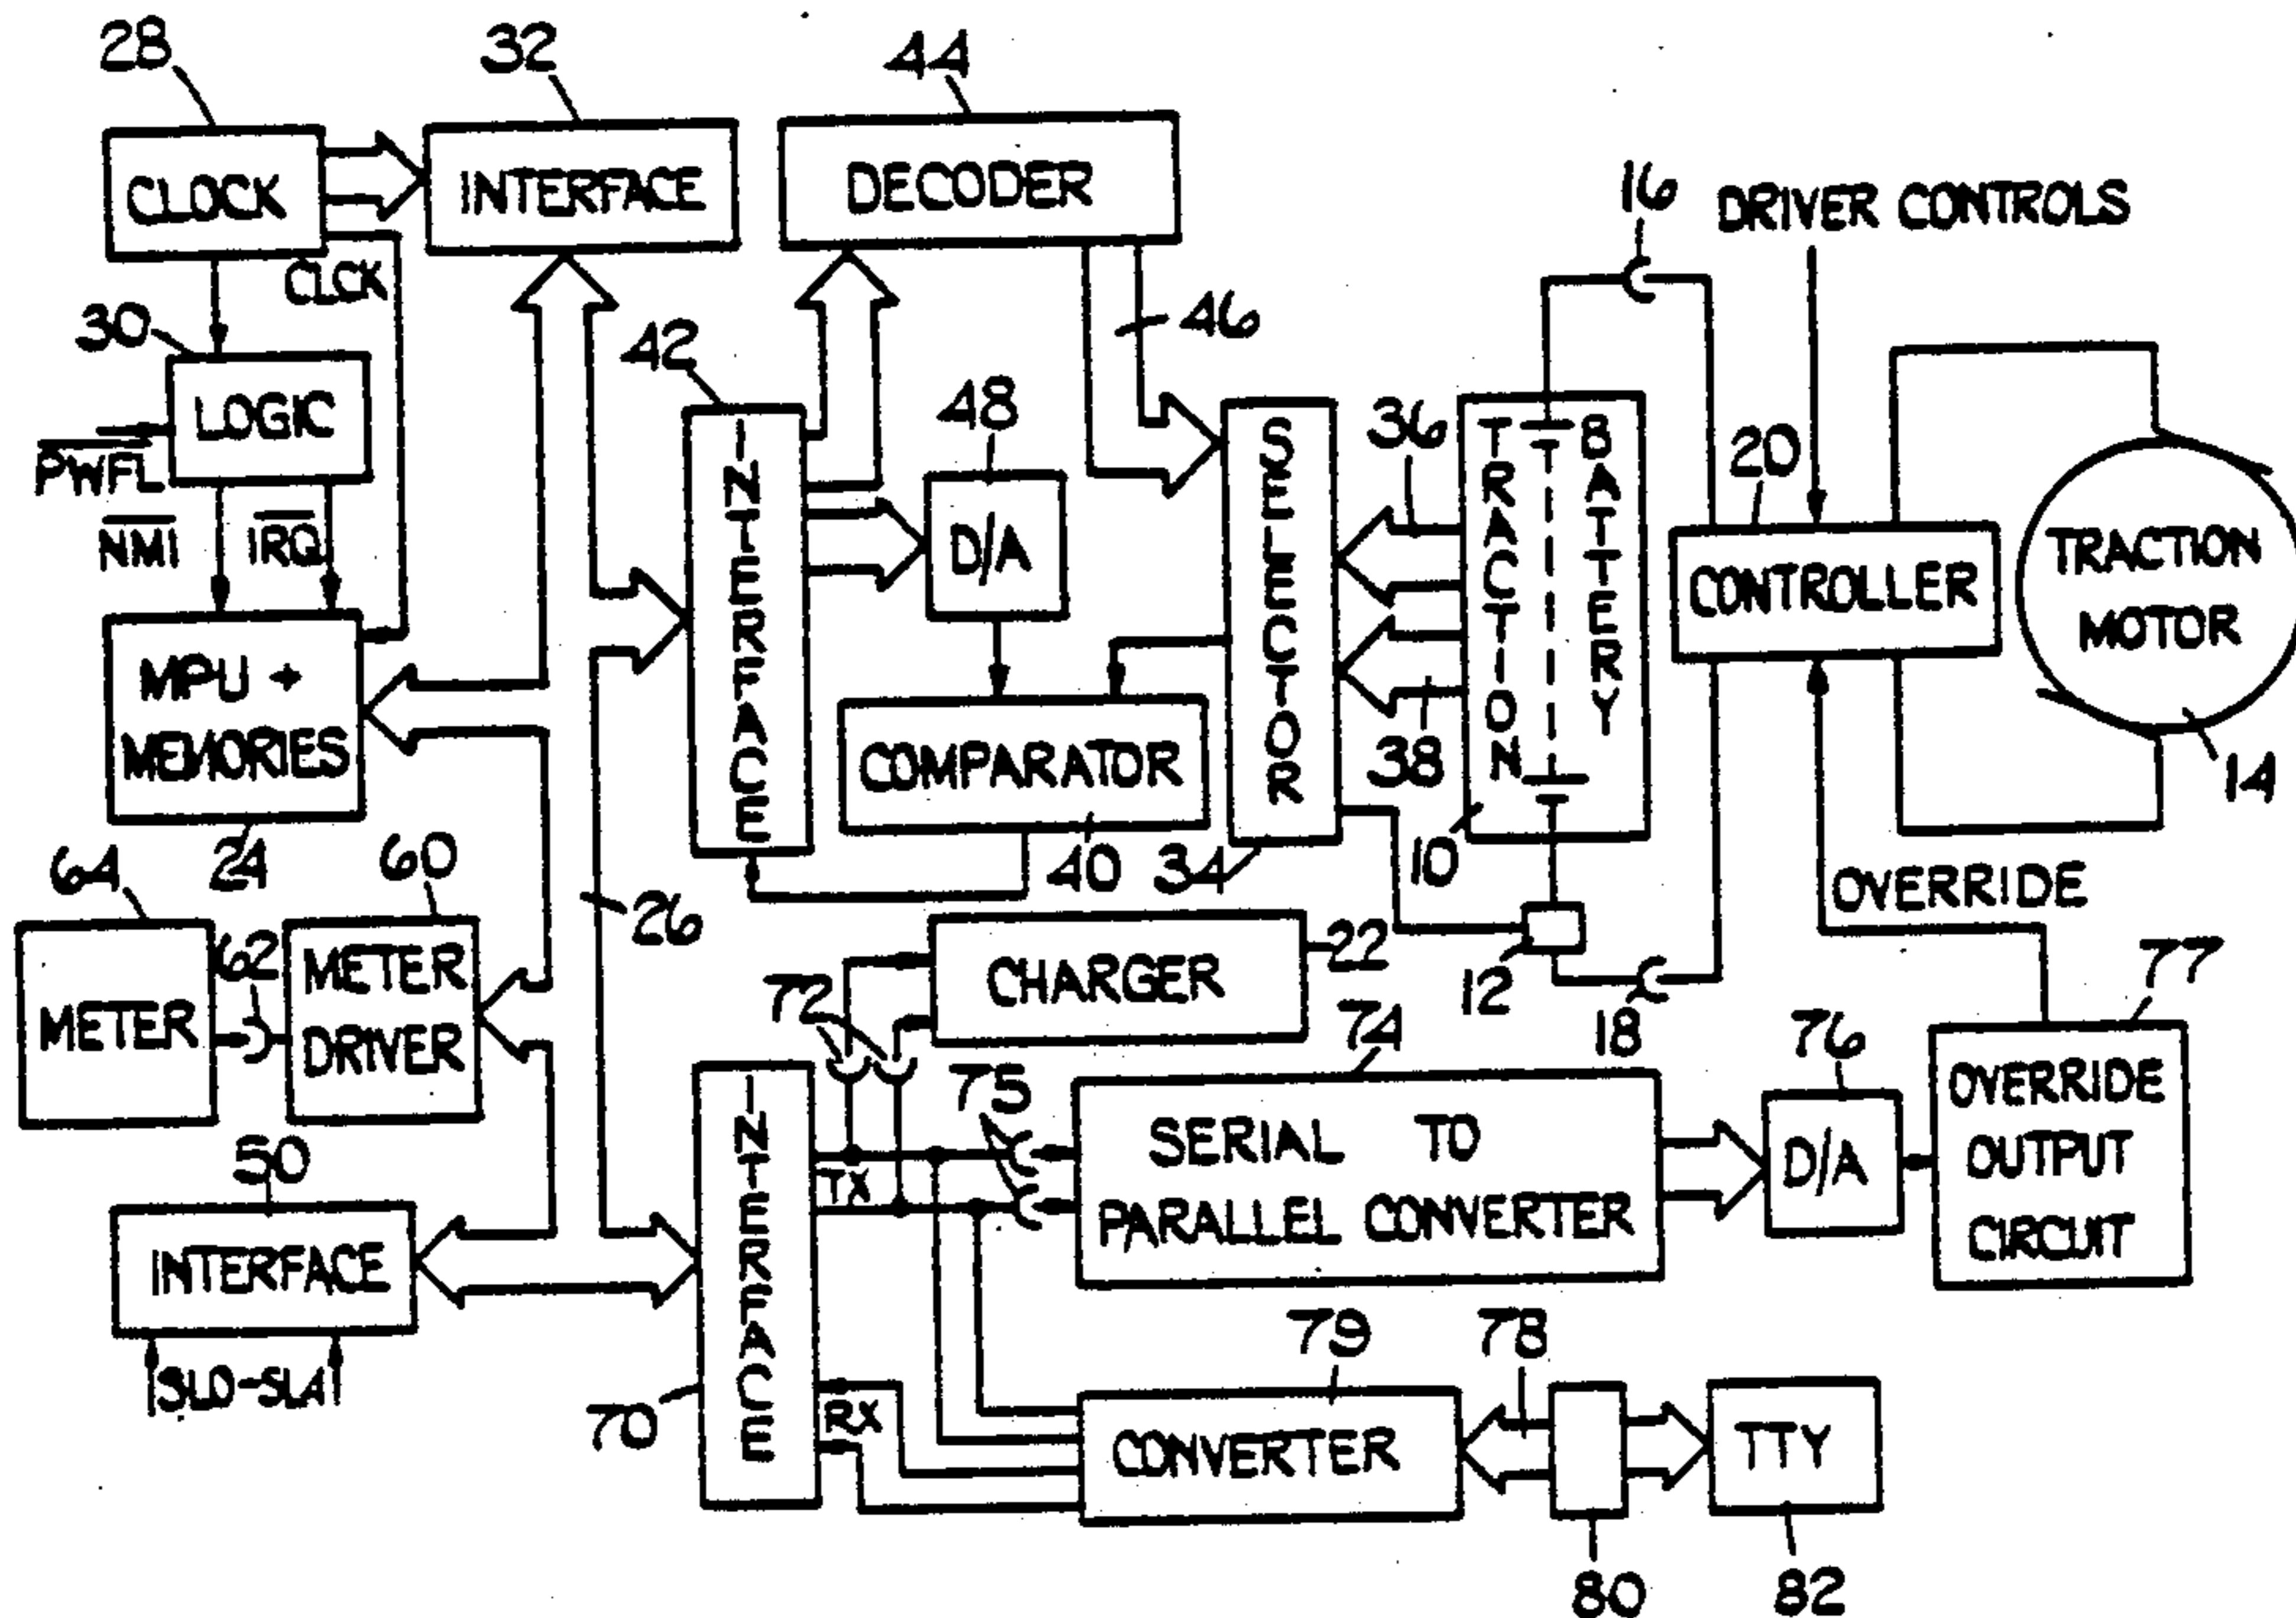 28
32
44
CLOCK
INTERFACE
DECODER
16
DRIVER CONTROLS
CLCK
30
42
46
LOGIC
48
36
TRACTION
BATTERY
20
PWFL
NMI
IRQ
INTERFACE
D/A
SELECTOR
CONTROLLER
TRACTION
MOTOR
MPU +
MEMORIES
COMPARATOR
38
14
64
24
60
26
40
34
10
OVERRIDE
METER
62
METER
DRIVER
72
CHARGER
22
12
18
77
50
75
74
76
INTERFACE
TX
SERIAL TO
PARALLEL CONVERTER
D/A
OVERRIDE
OUTPUT
CIRCUIT
INTERFACE
SL0-SL4
70
RX
79
78
CONVERTER
TTY
80
82